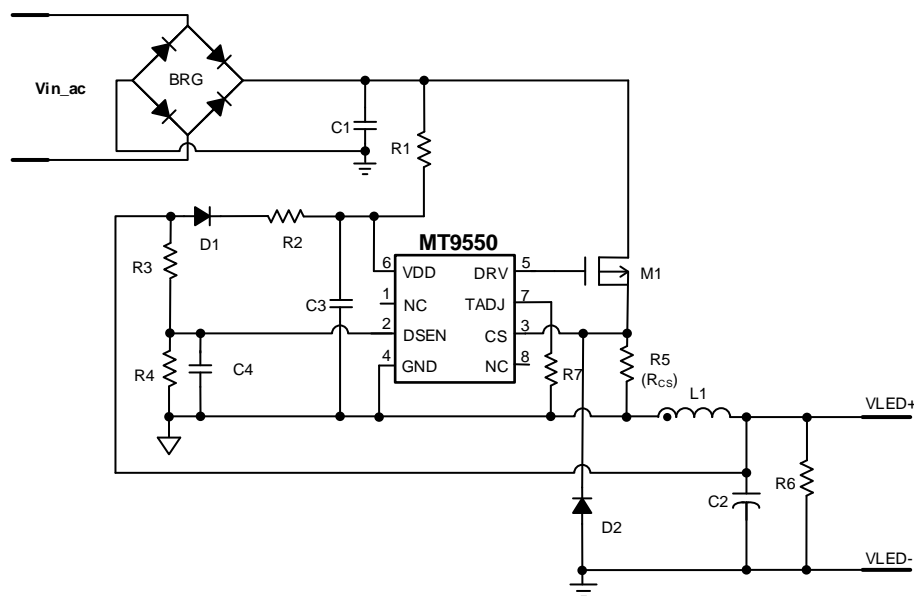 Vin_ac
BRG
C1
R1
D1
R2
R3
C3
MT9550
6
VDD
DRV
5
M1
1
NC
TADJ
7
2
DSEN
CS
3
4
GND
NC
8
R4
C4
R7
R5
(RCS)
L1
VLED+
C2
R6
D2
VLED-